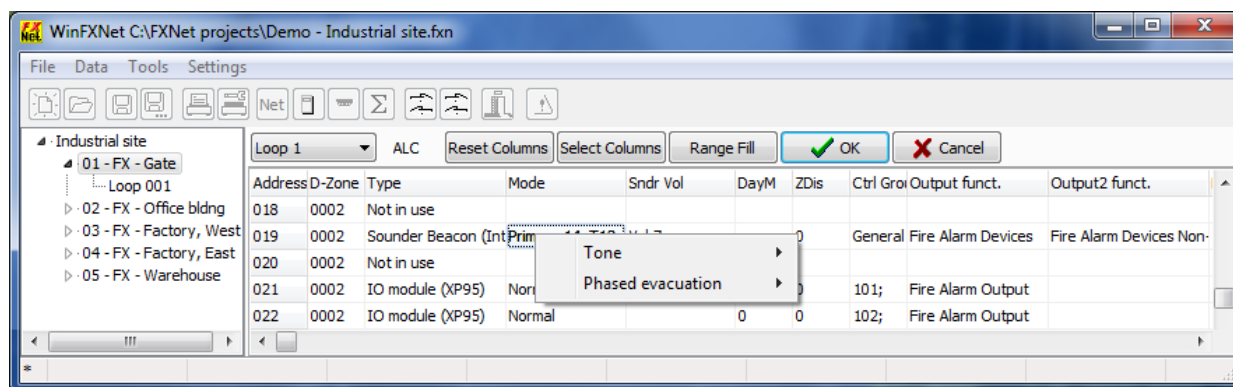 WinFXNet C:\FXNet projects\Demo - Industrial site.fxn
File Data Tools Settings
Net Σ
Industrial site
01 - FX - Gate
Loop 001
02 - FX - Office bldng
03 - FX - Factory, West
04 - FX - Factory, East
05 - FX - Warehouse
Loop 1 ALC Reset Columns Select Columns Range Fill OK Cancel
Address D-Zone Type Mode Sndr Vol DayM ZDis Ctrl Gro Output funct. Output2 funct.
018 0002 Not in use
019 0002 Sounder Beacon (Int 0 General Fire Alarm Devices Fire Alarm Devices Non-
020 0002 Not in use
021 0002 IO module (XP95) 0 101; Fire Alarm Output
022 0002 IO module (XP95) Normal 0 0 102; Fire Alarm Output
Tone
Phased evacuation
*